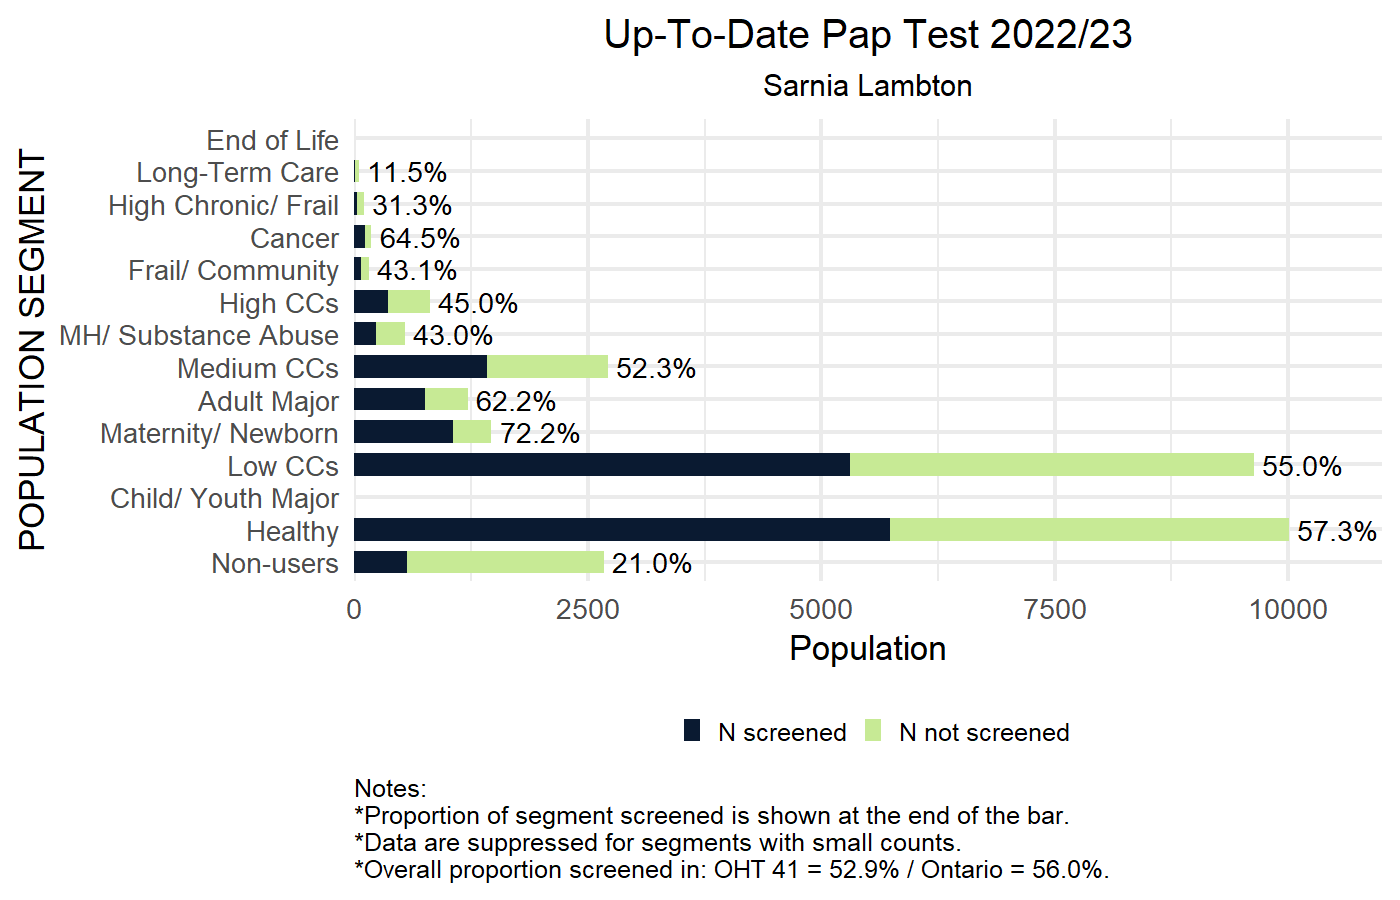 Up-To-Date Pap Test 2022/23
Sarnia Lambton
POPULATION SEGMENT
End of Life
Long-Term Care 11.5%
High Chronic/ Frail 31.3%
Cancer 64.5%
Frail/ Community 43.1%
High CCs 45.0%
MH/ Substance Abuse 43.0%
Medium CCs 52.3%
Adult Major 62.2%
Maternity/ Newborn 72.2%
Low CCs 55.0%
Child/ Youth Major
Healthy 57.3%
Non-users 21.0%
0 2500 5000 7500 10000
Population
N screened N not screened
Notes:
*Proportion of segment screened is shown at the end of the bar.
*Data are suppressed for segments with small counts.
*Overall proportion screened in: OHT 41 = 52.9% / Ontario = 56.0%.